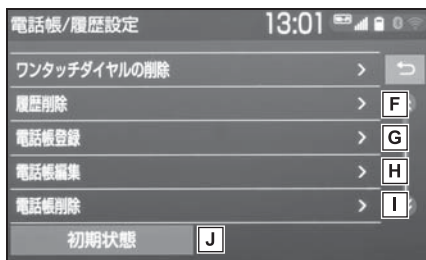 電話帳/履歴設定 13:01 0
ワンタッチダイヤルの削除
履歴削除 F
電話帳登録 G
電話帳編集 H
電話帳削除 I
初期状態 J